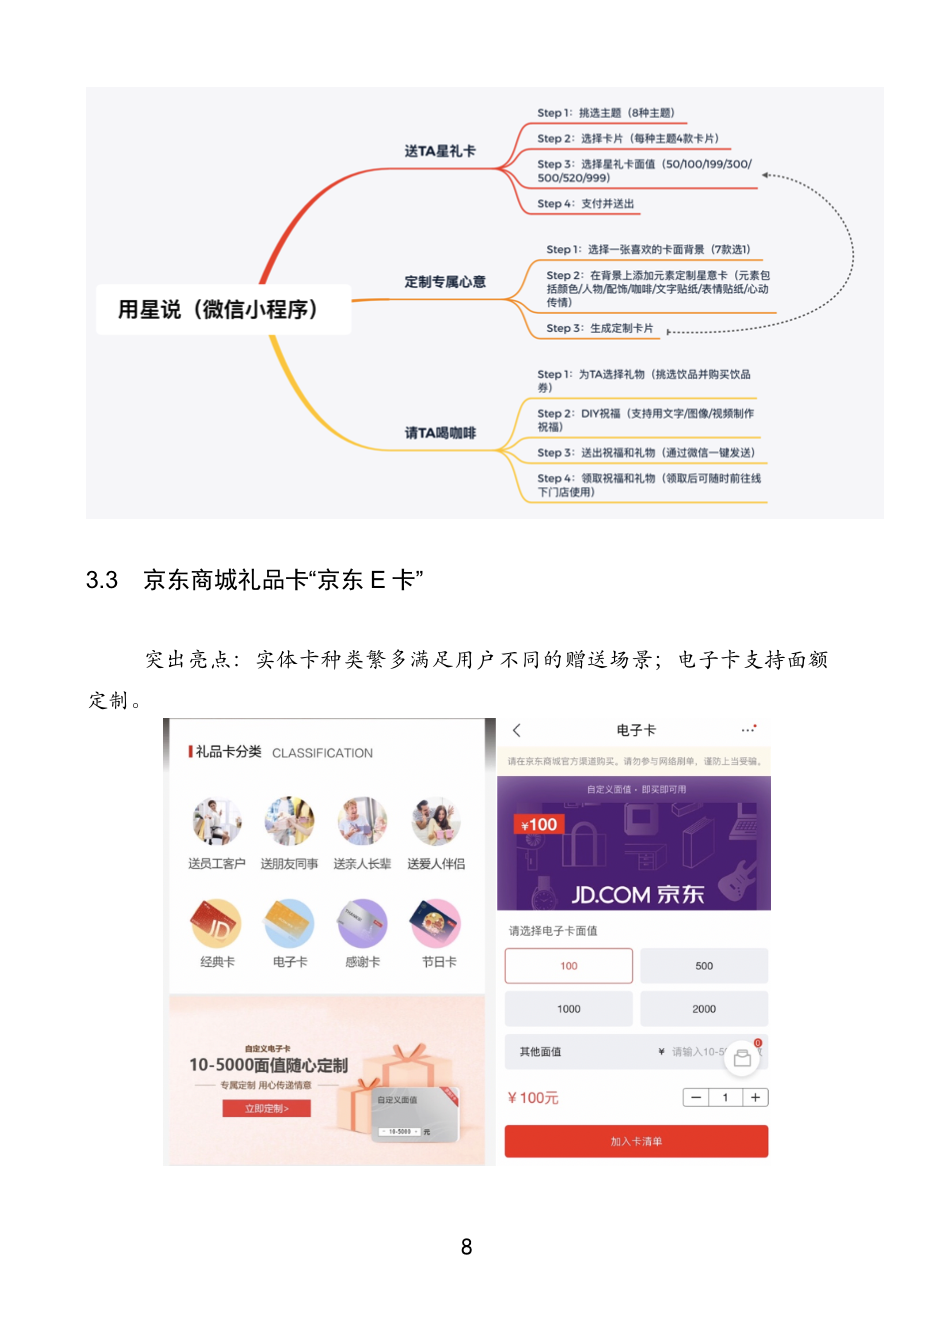 用星说（微信小程序）
送TA星礼卡
Step 1：挑选主题（8种主题）
Step 2：选择卡片（每种主题4款卡片）
Step 3：选择星礼卡面值（50/100/199/300/
500/520/999）
Step 4：支付并送出
定制专属心意
Step 1：选择一张喜欢的卡面背景（7款选1）
Step 2：在背景上添加元素定制星意卡（元素包
括颜色/人物/配饰/咖啡/文字贴纸/表情贴纸/心动
传情）
Step 3：生成定制卡片
请TA喝咖啡
Step 1：为TA选择礼物（挑选饮品并购买饮品
券）
Step 2：DIY祝福（支持用文字/图像/视频制作
祝福）
Step 3：送出祝福和礼物（通过微信一键发送）
Step 4：领取祝福和礼物（领取后可随时前往线
下门店使用）
3.3 京东商城礼品卡“京东 E 卡”
突出亮点：实体卡种类繁多满足用户不同的赠送场景；电子卡支持面额
定制。
礼品卡分类 CLASSIFICATION
送员工客户 送朋友同事 送亲人长辈 送爱人伴侣
JD
经典卡 电子卡 感谢卡 节日卡
自定义电子卡
10-5000面值随心定制
专属定制 用心传递情意
立即定制>
自定义面值
- 10-5000 - 元
电子卡
请在京东商城官方渠道购买。请勿参与网络刷单，谨防上当受骗。
自定义面值·即买即可用
¥100
JD.COM 京东
请选择电子卡面值
100 500
1000 2000
其他面值 ¥ 请输入10-5
0
¥100元 － 1 ＋
加入卡清单
8